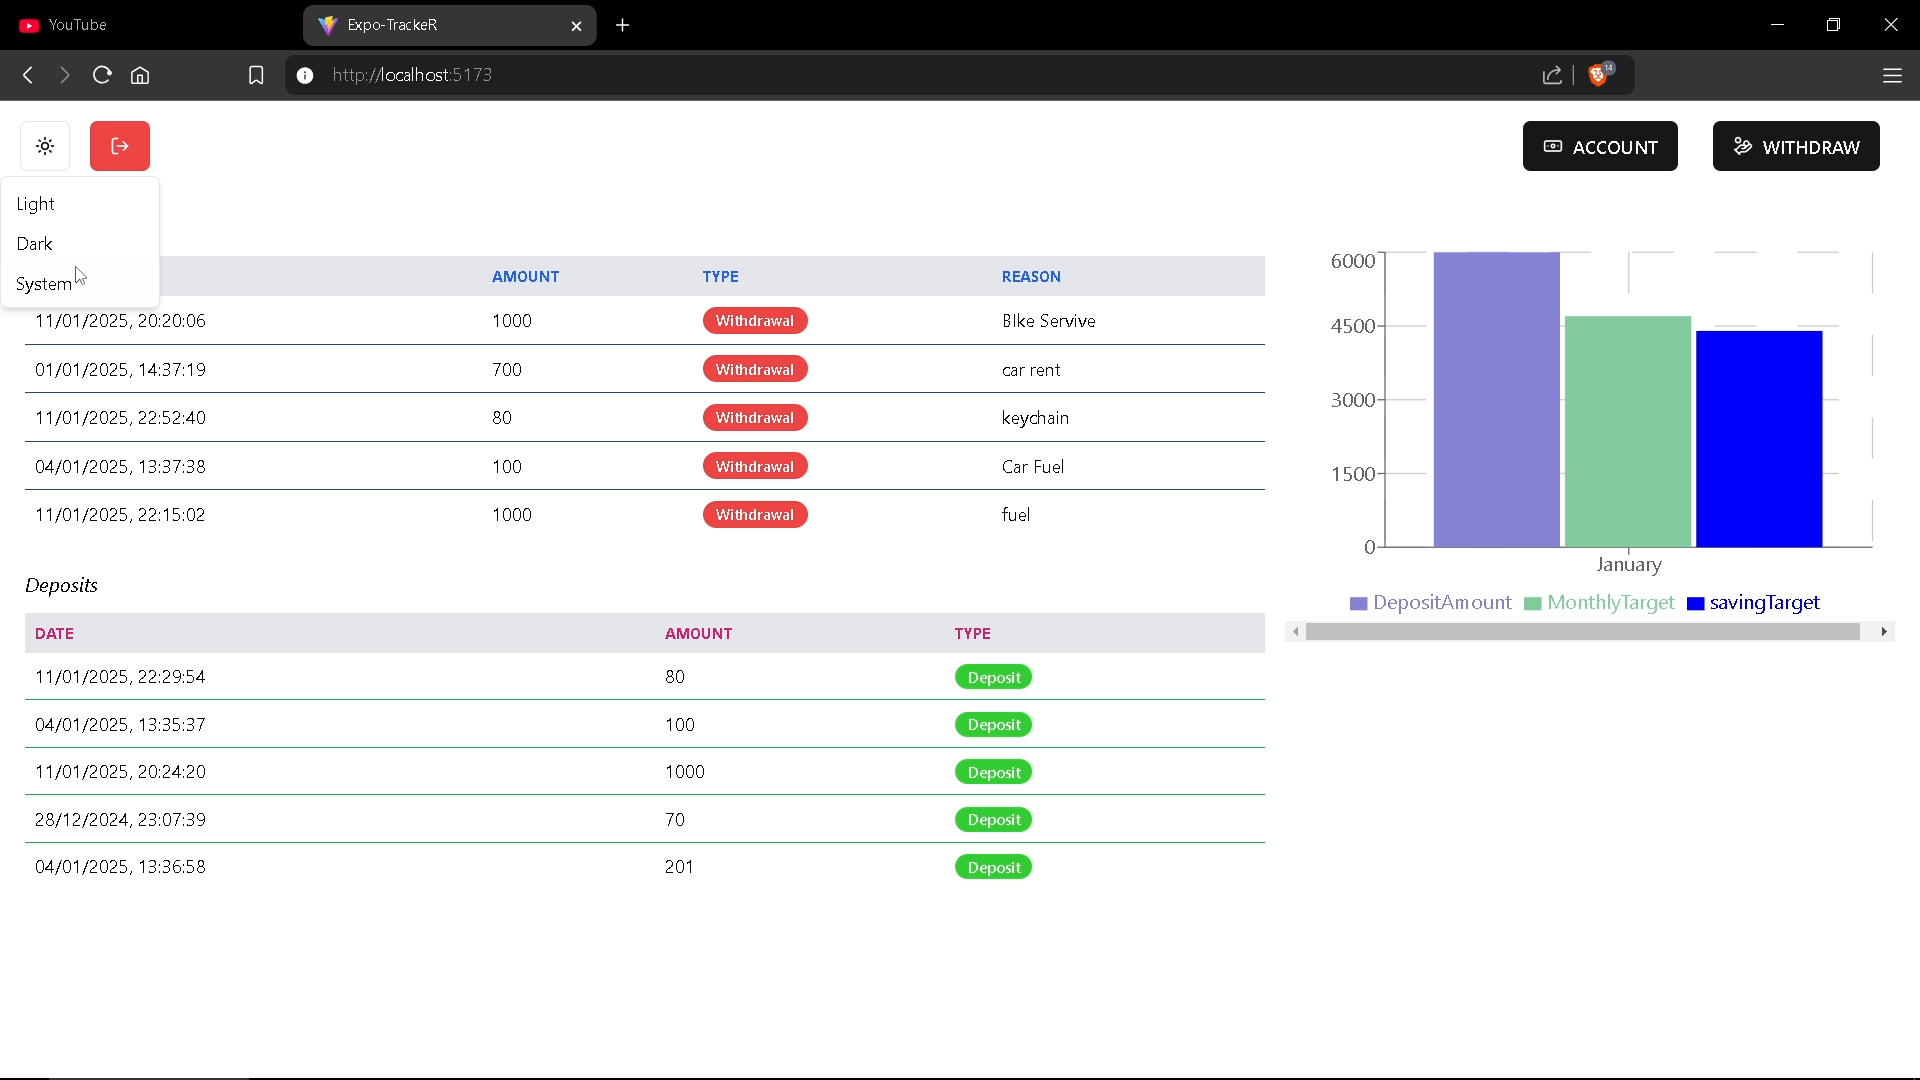 YouTube
Expo-TrackeR
http://localhost:5173
14
ACCOUNT
WITHDRAW
Light
Dark
System
AMOUNT TYPE REASON
11/01/2025, 20:20:06 1000 Withdrawal BIke Servive
01/01/2025, 14:37:19 700 Withdrawal car rent
11/01/2025, 22:52:40 80 Withdrawal keychain
04/01/2025, 13:37:38 100 Withdrawal Car Fuel
11/01/2025, 22:15:02 1000 Withdrawal fuel
Deposits
DATE AMOUNT TYPE
11/01/2025, 22:29:54 80 Deposit
04/01/2025, 13:35:37 100 Deposit
11/01/2025, 20:24:20 1000 Deposit
28/12/2024, 23:07:39 70 Deposit
04/01/2025, 13:36:58 201 Deposit
6000
4500
3000
1500
0
January
DepositAmount MonthlyTarget savingTarget